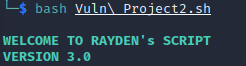 └─$ bash Vuln\ Project2.sh
WELCOME TO RAYDEN's SCRIPT
VERSION 3.0